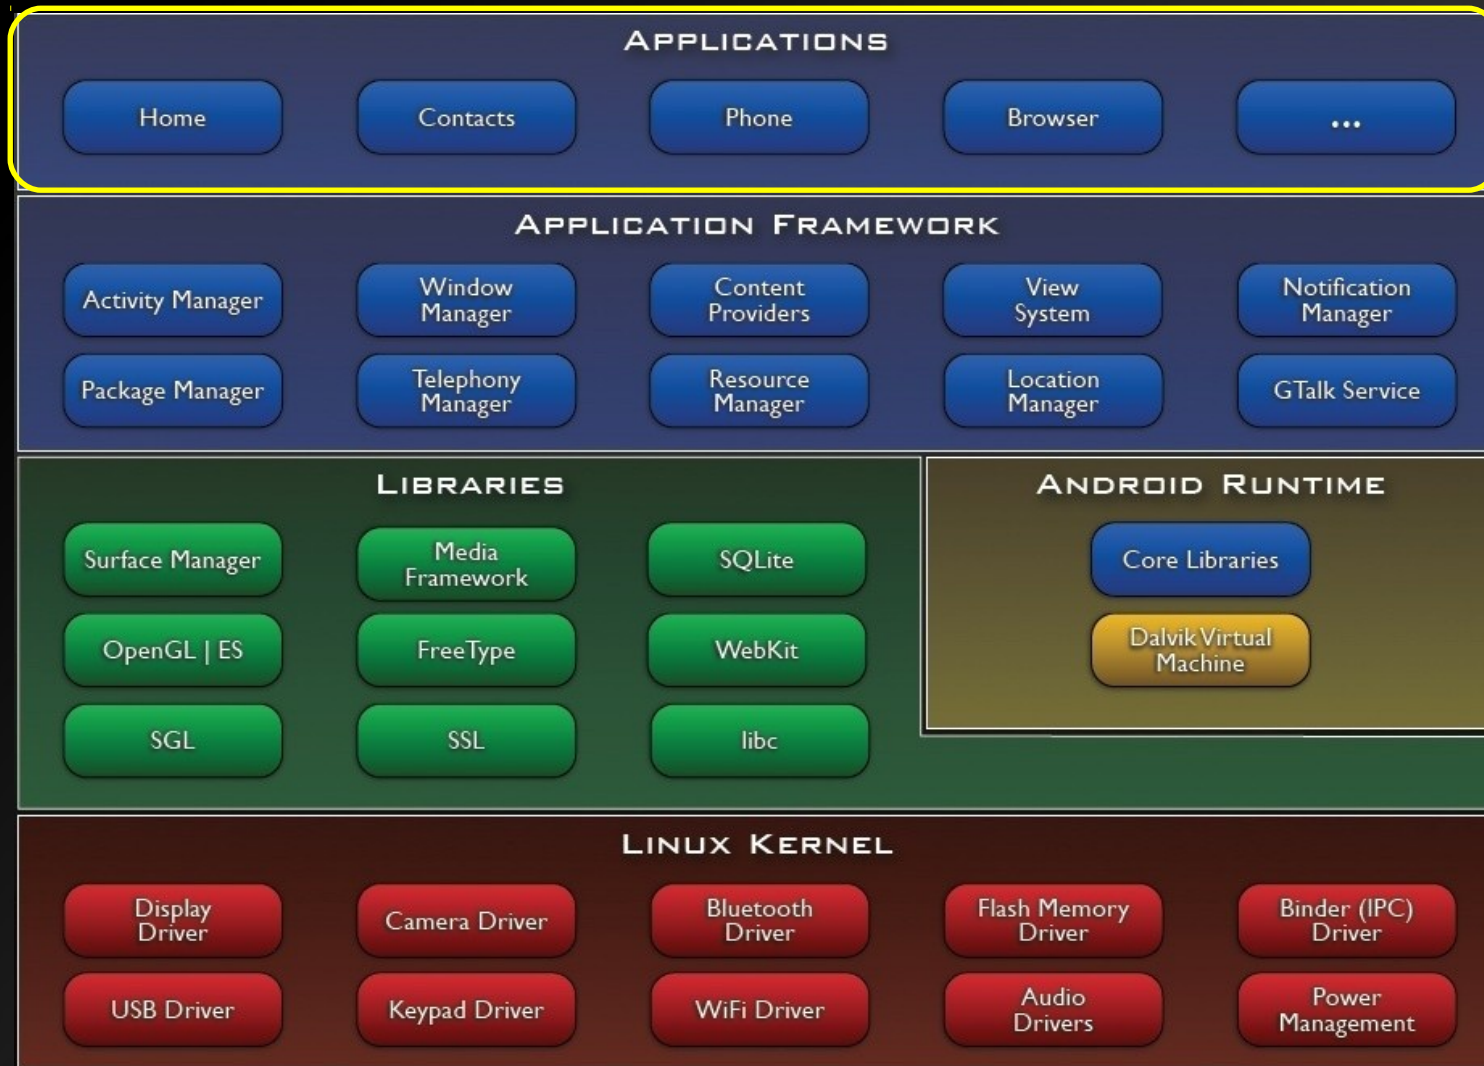 APPLICATIONS
Home
Contacts
Phone
Browser
...
APPLICATION FRAMEWORK
Activity Manager
Window
Manager
Content
Providers
View
System
Notification
Manager
Package Manager
Telephony
Manager
Resource
Manager
Location
Manager
GTalk Service
LIBRARIES
Surface Manager
Media
Framework
SQLite
OpenGL | ES
FreeType
WebKit
SGL
SSL
libc
ANDROID RUNTIME
Core Libraries
Dalvik Virtual
Machine
LINUX KERNEL
Display
Driver
Camera Driver
Bluetooth
Driver
Flash Memory
Driver
Binder (IPC)
Driver
USB Driver
Keypad Driver
WiFi Driver
Audio
Drivers
Power
Management